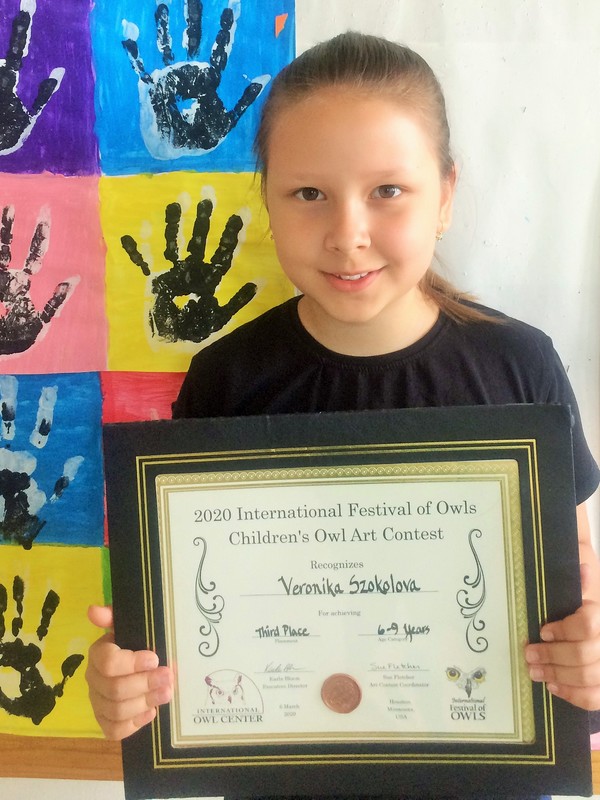 2020 International Festival of Owls
Children's Owl Art Contest
Recognizes
Veronika Szokolova
For achieving
Third Place 6-9 Years
Placement Age Category
Sue Fletcher
Karla Bloem Sue Fletcher
Executive Director Art Contest Coordinator
INTERNATIONAL
OWL CENTER
8 March
2020
Houston
Minnesota,
USA
International
Festival of
OWLS